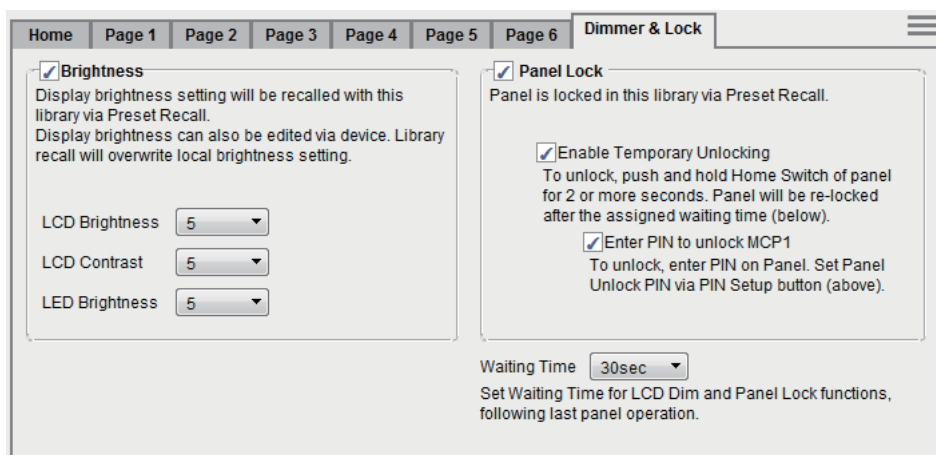 Home Page 1 Page 2 Page 3 Page 4 Page 5 Page 6 Dimmer & Lock
Brightness
Display brightness setting will be recalled with this
library via Preset Recall.
Display brightness can also be edited via device. Library
recall will overwrite local brightness setting.
LCD Brightness 5
LCD Contrast 5
LED Brightness 5
Panel Lock
Panel is locked in this library via Preset Recall.
Enable Temporary Unlocking
To unlock, push and hold Home Switch of panel
for 2 or more seconds. Panel will be re-locked
after the assigned waiting time (below).
Enter PIN to unlock MCP1
To unlock, enter PIN on Panel. Set Panel
Unlock PIN via PIN Setup button (above).
Waiting Time 30sec
Set Waiting Time for LCD Dim and Panel Lock functions,
following last panel operation.